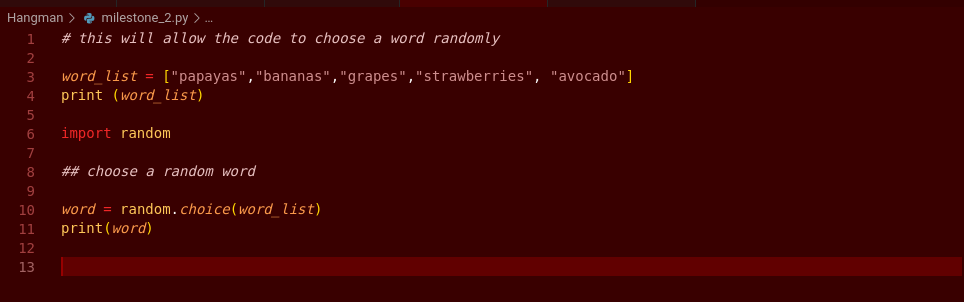 Hangman > milestone_2.py > ...
1 # this will allow the code to choose a word randomly
2
3 word_list = ["papayas","bananas","grapes","strawberries", "avocado"]
4 print (word_list)
5
6 import random
7
8 ## choose a random word
9
10 word = random.choice(word_list)
11 print(word)
12
13